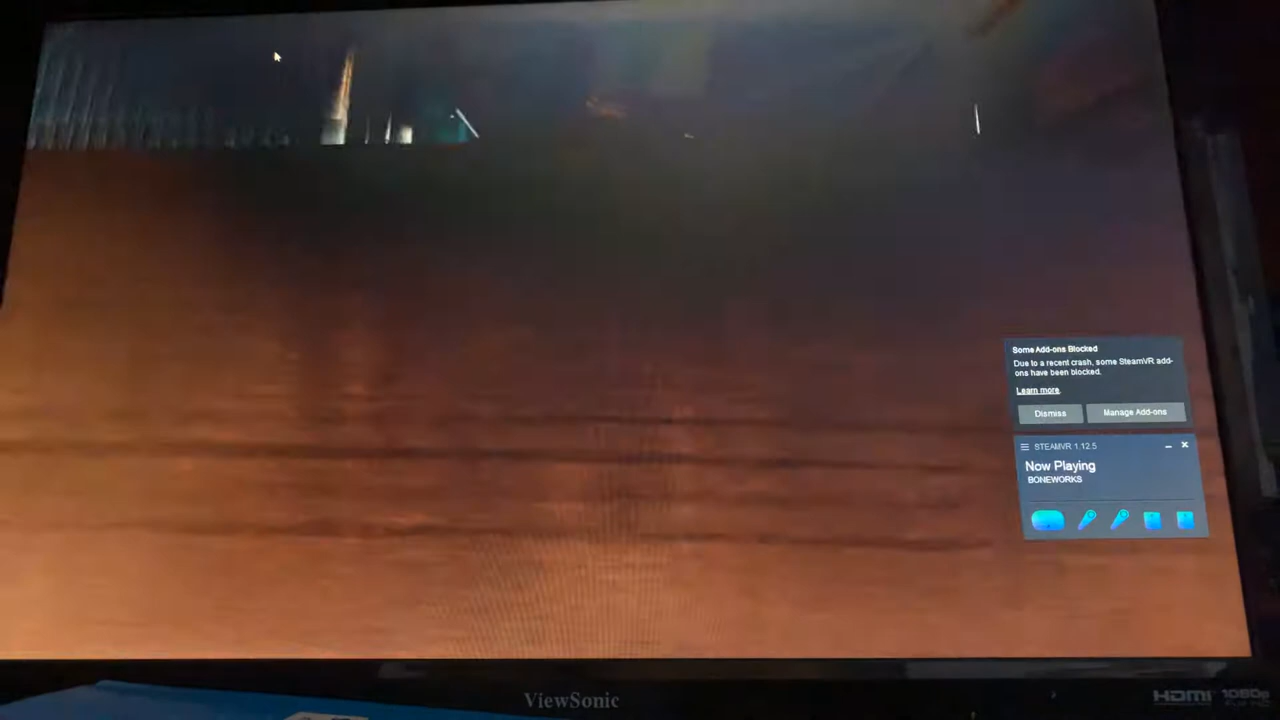 Some Add-ons Blocked
Due to a recent crash, some SteamVR add-
ons have been blocked.
Learn more
Dismiss
Manage Add-ons
STEAMVR 1.12.5
Now Playing
BONEWORKS
ViewSonic
HDMI
1080p